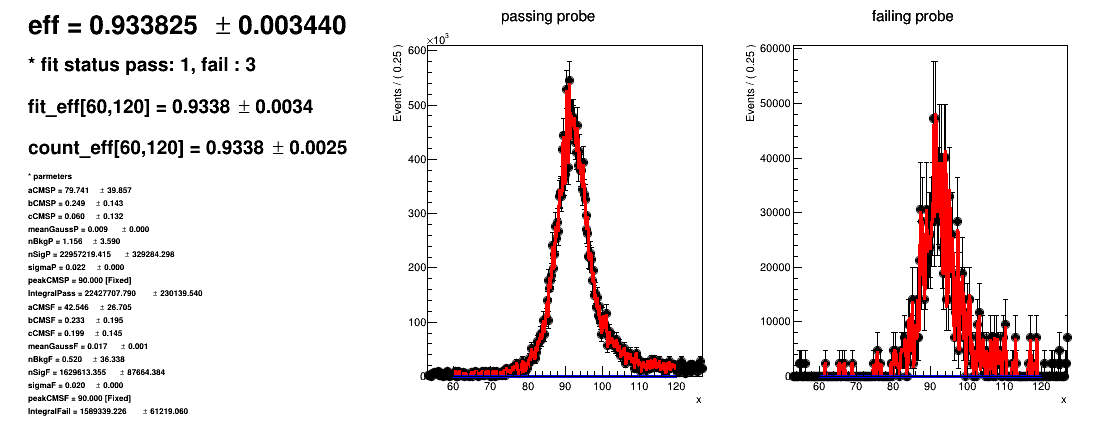 eff = 0.933825 ± 0.003440
* fit status pass: 1, fail : 3
fit_eff[60,120] = 0.9338 ± 0.0034
count_eff[60,120] = 0.9338 ± 0.0025
* parmeters
aCMSP = 79.741 ± 39.857
bCMSP = 0.249 ± 0.143
cCMSP = 0.060 ± 0.132
meanGaussP = 0.009 ± 0.000
nBkgP = 1.156 ± 3.590
nSigP = 22957219.415 ± 329284.298
sigmaP = 0.022 ± 0.000
peakCMSP = 90.000 [Fixed]
IntegralPass = 22427707.790 ± 230139.540
aCMSF = 42.546 ± 26.705
bCMSF = 0.233 ± 0.195
cCMSF = 0.199 ± 0.145
meanGaussF = 0.017 ± 0.001
nBkgF = 0.520 ± 36.338
nSigF = 1629613.355 ± 87664.384
sigmaF = 0.020 ± 0.000
peakCMSF = 90.000 [Fixed]
IntegralFail = 1589339.226 ± 61219.060
passing probe
×10³
Events / ( 0.25 )
600
500
400
300
200
100
0
60 70 80 90 100 110 120
x
failing probe
Events / ( 0.25 )
60000
50000
40000
30000
20000
10000
0
60 70 80 90 100 110 120
x